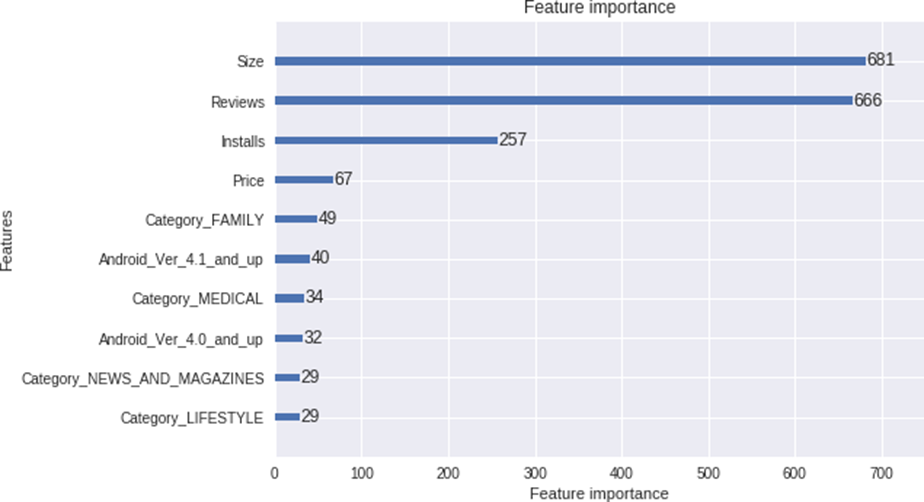 Feature importance
Size 681
Reviews 666
Installs 257
Price 67
Category_FAMILY 49
Android_Ver_4.1_and_up 40
Category_MEDICAL 34
Android_Ver_4.0_and_up 32
Category_NEWS_AND_MAGAZINES 29
Category_LIFESTYLE 29
Features
0 100 200 300 400 500 600 700
Feature importance